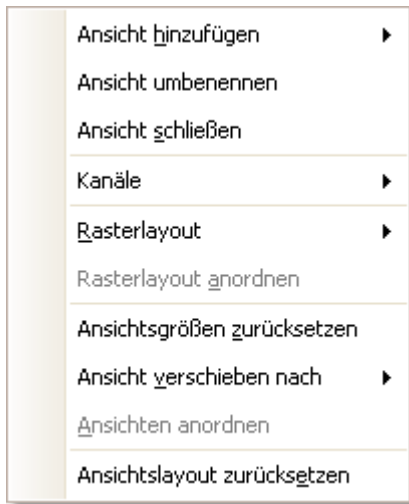 Ansicht hinzufügen
Ansicht umbenennen
Ansicht schließen
Kanäle
Rasterlayout
Rasterlayout anordnen
Ansichtsgrößen zurücksetzen
Ansicht verschieben nach
Ansichten anordnen
Ansichtslayout zurücksetzen